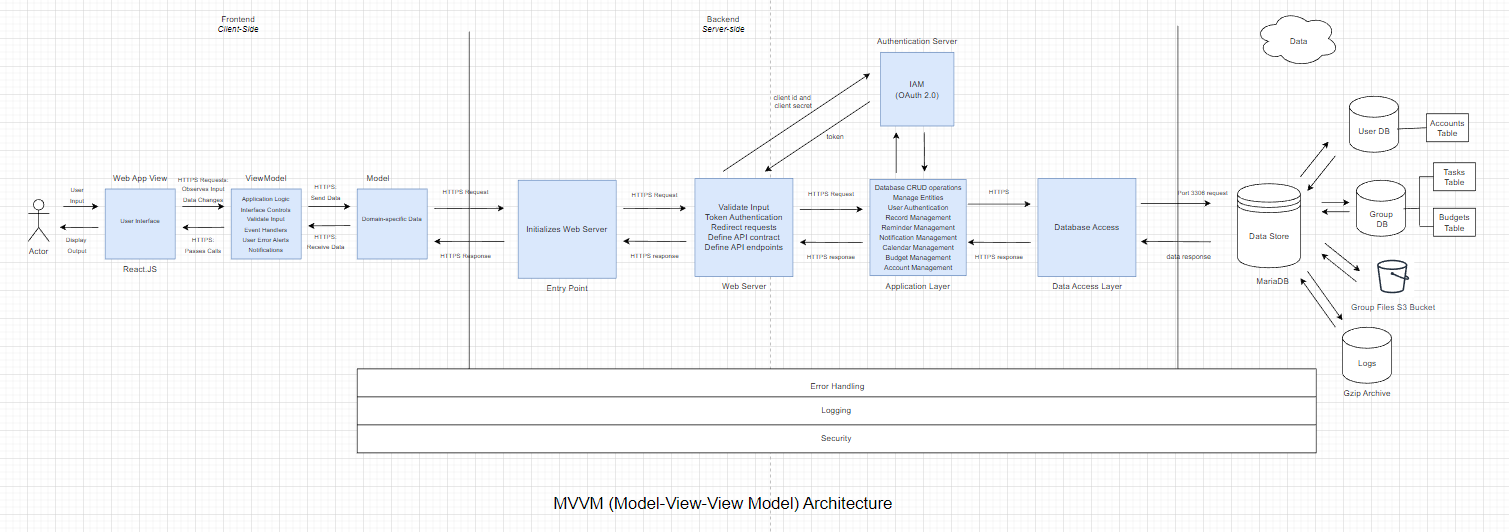 Frontend
Client-Side
Backend
Server-side
Data
Authentication Server
IAM
(OAuth 2.0)
client id and
client secret
token
User DB
Accounts
Table
Tasks
Table
Group
DB
Budgets
Table
Actor
User
Input
Display
Output
Web App View
User Interface
React.JS
HTTPS Requests:
Observes Input
Data Changes
HTTPS:
Passes Calls
ViewModel
Application Logic
Interface Controls
Validate Input
Event Handlers
User Error Alerts
Notifications
HTTPS:
Send Data
HTTPS:
Receive Data
Model
Domain-specific Data
HTTPS Request
HTTPS Response
Initializes Web Server
Entry Point
HTTPS Request
HTTPS response
Validate Input
Token Authentication
Redirect requests
Define API contract
Define API endpoints
Web Server
HTTPS Request
HTTPS response
Database CRUD operations
Manage Entities
User Authentication
Record Management
Reminder Management
Notification Management
Calendar Management
Budget Management
Account Management
Application Layer
HTTPS
HTTPS response
Database Access
Data Access Layer
Port 3306 request
data response
Data Store
MariaDB
Group Files S3 Bucket
Logs
Gzip Archive
Error Handling
Logging
Security
MVVM (Model-View-View Model) Architecture